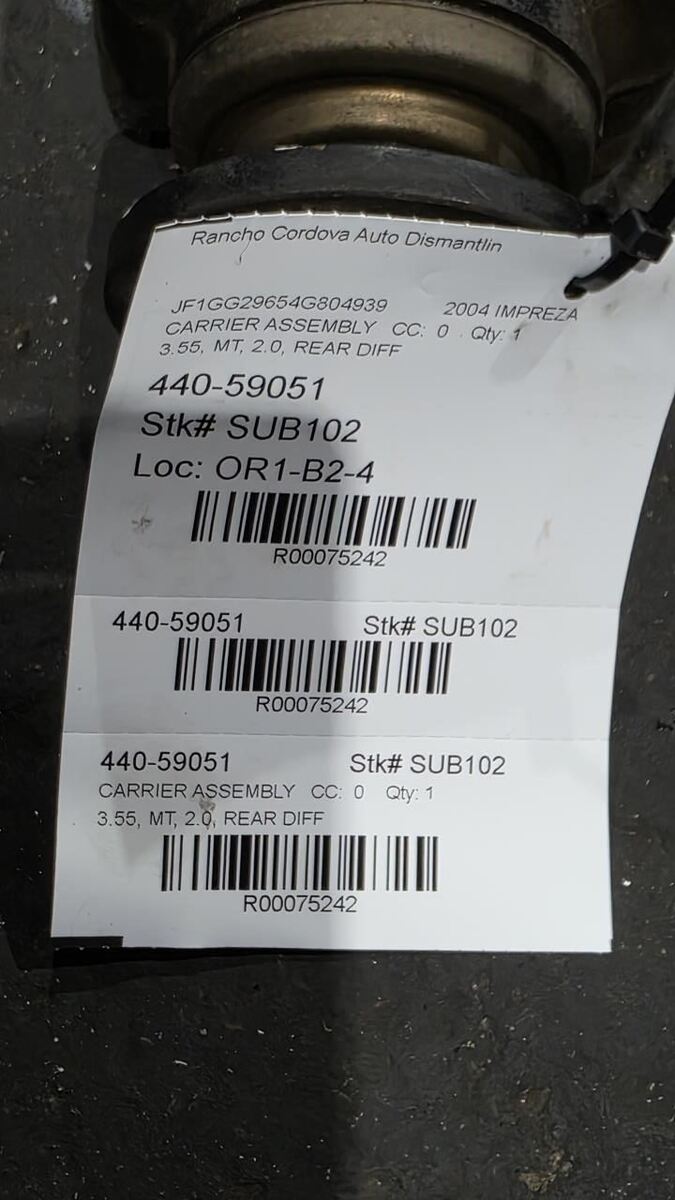 Rancho Cordova Auto Dismantlin
JF1GG29654G804939 2004 IMPREZA
CARRIER ASSEMBLY CC: 0 Qty: 1
3.55, MT, 2.0, REAR DIFF
440-59051
Stk# SUB102
Loc: OR1-B2-4
R00075242
440-59051 Stk# SUB102
R00075242
440-59051 Stk# SUB102
CARRIER ASSEMBLY CC: 0 Qty: 1
3.55, MT, 2.0, REAR DIFF
R00075242